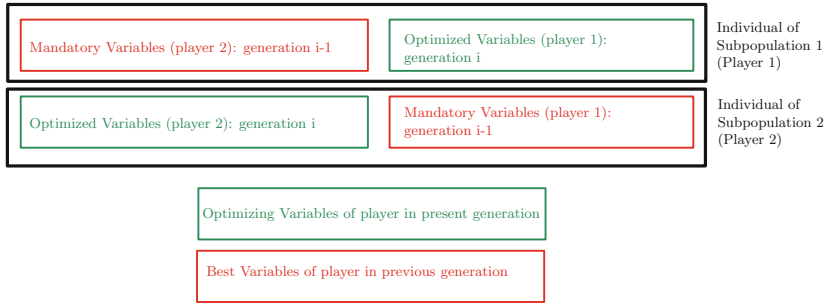 Mandatory Variables (player 2): generation i-1
Optimized Variables (player 1):
generation i
Individual of
Subpopulation 1
(Player 1)
Optimized Variables (player 2): generation i
Mandatory Variables (player 1):
generation i-1
Individual of
Subpopulation 2
(Player 2)
Optimizing Variables of player in present generation
Best Variables of player in previous generation